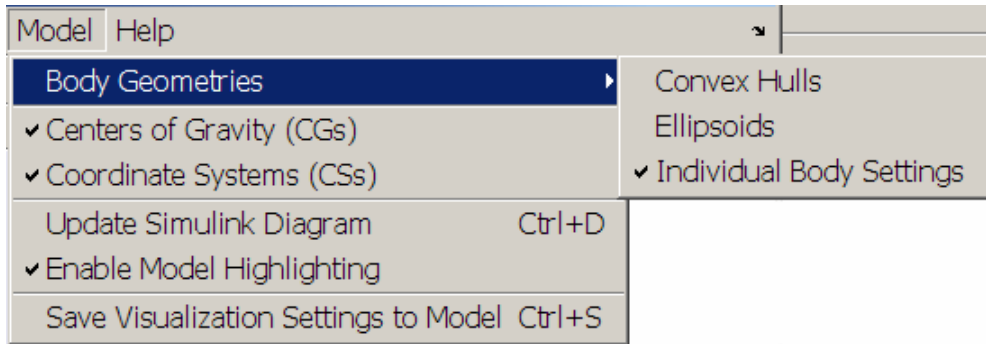 Model Help
Body Geometries
Convex Hulls
Centers of Gravity (CGs)
Ellipsoids
Coordinate Systems (CSs)
Individual Body Settings
Update Simulink Diagram Ctrl+D
Enable Model Highlighting
Save Visualization Settings to Model Ctrl+S